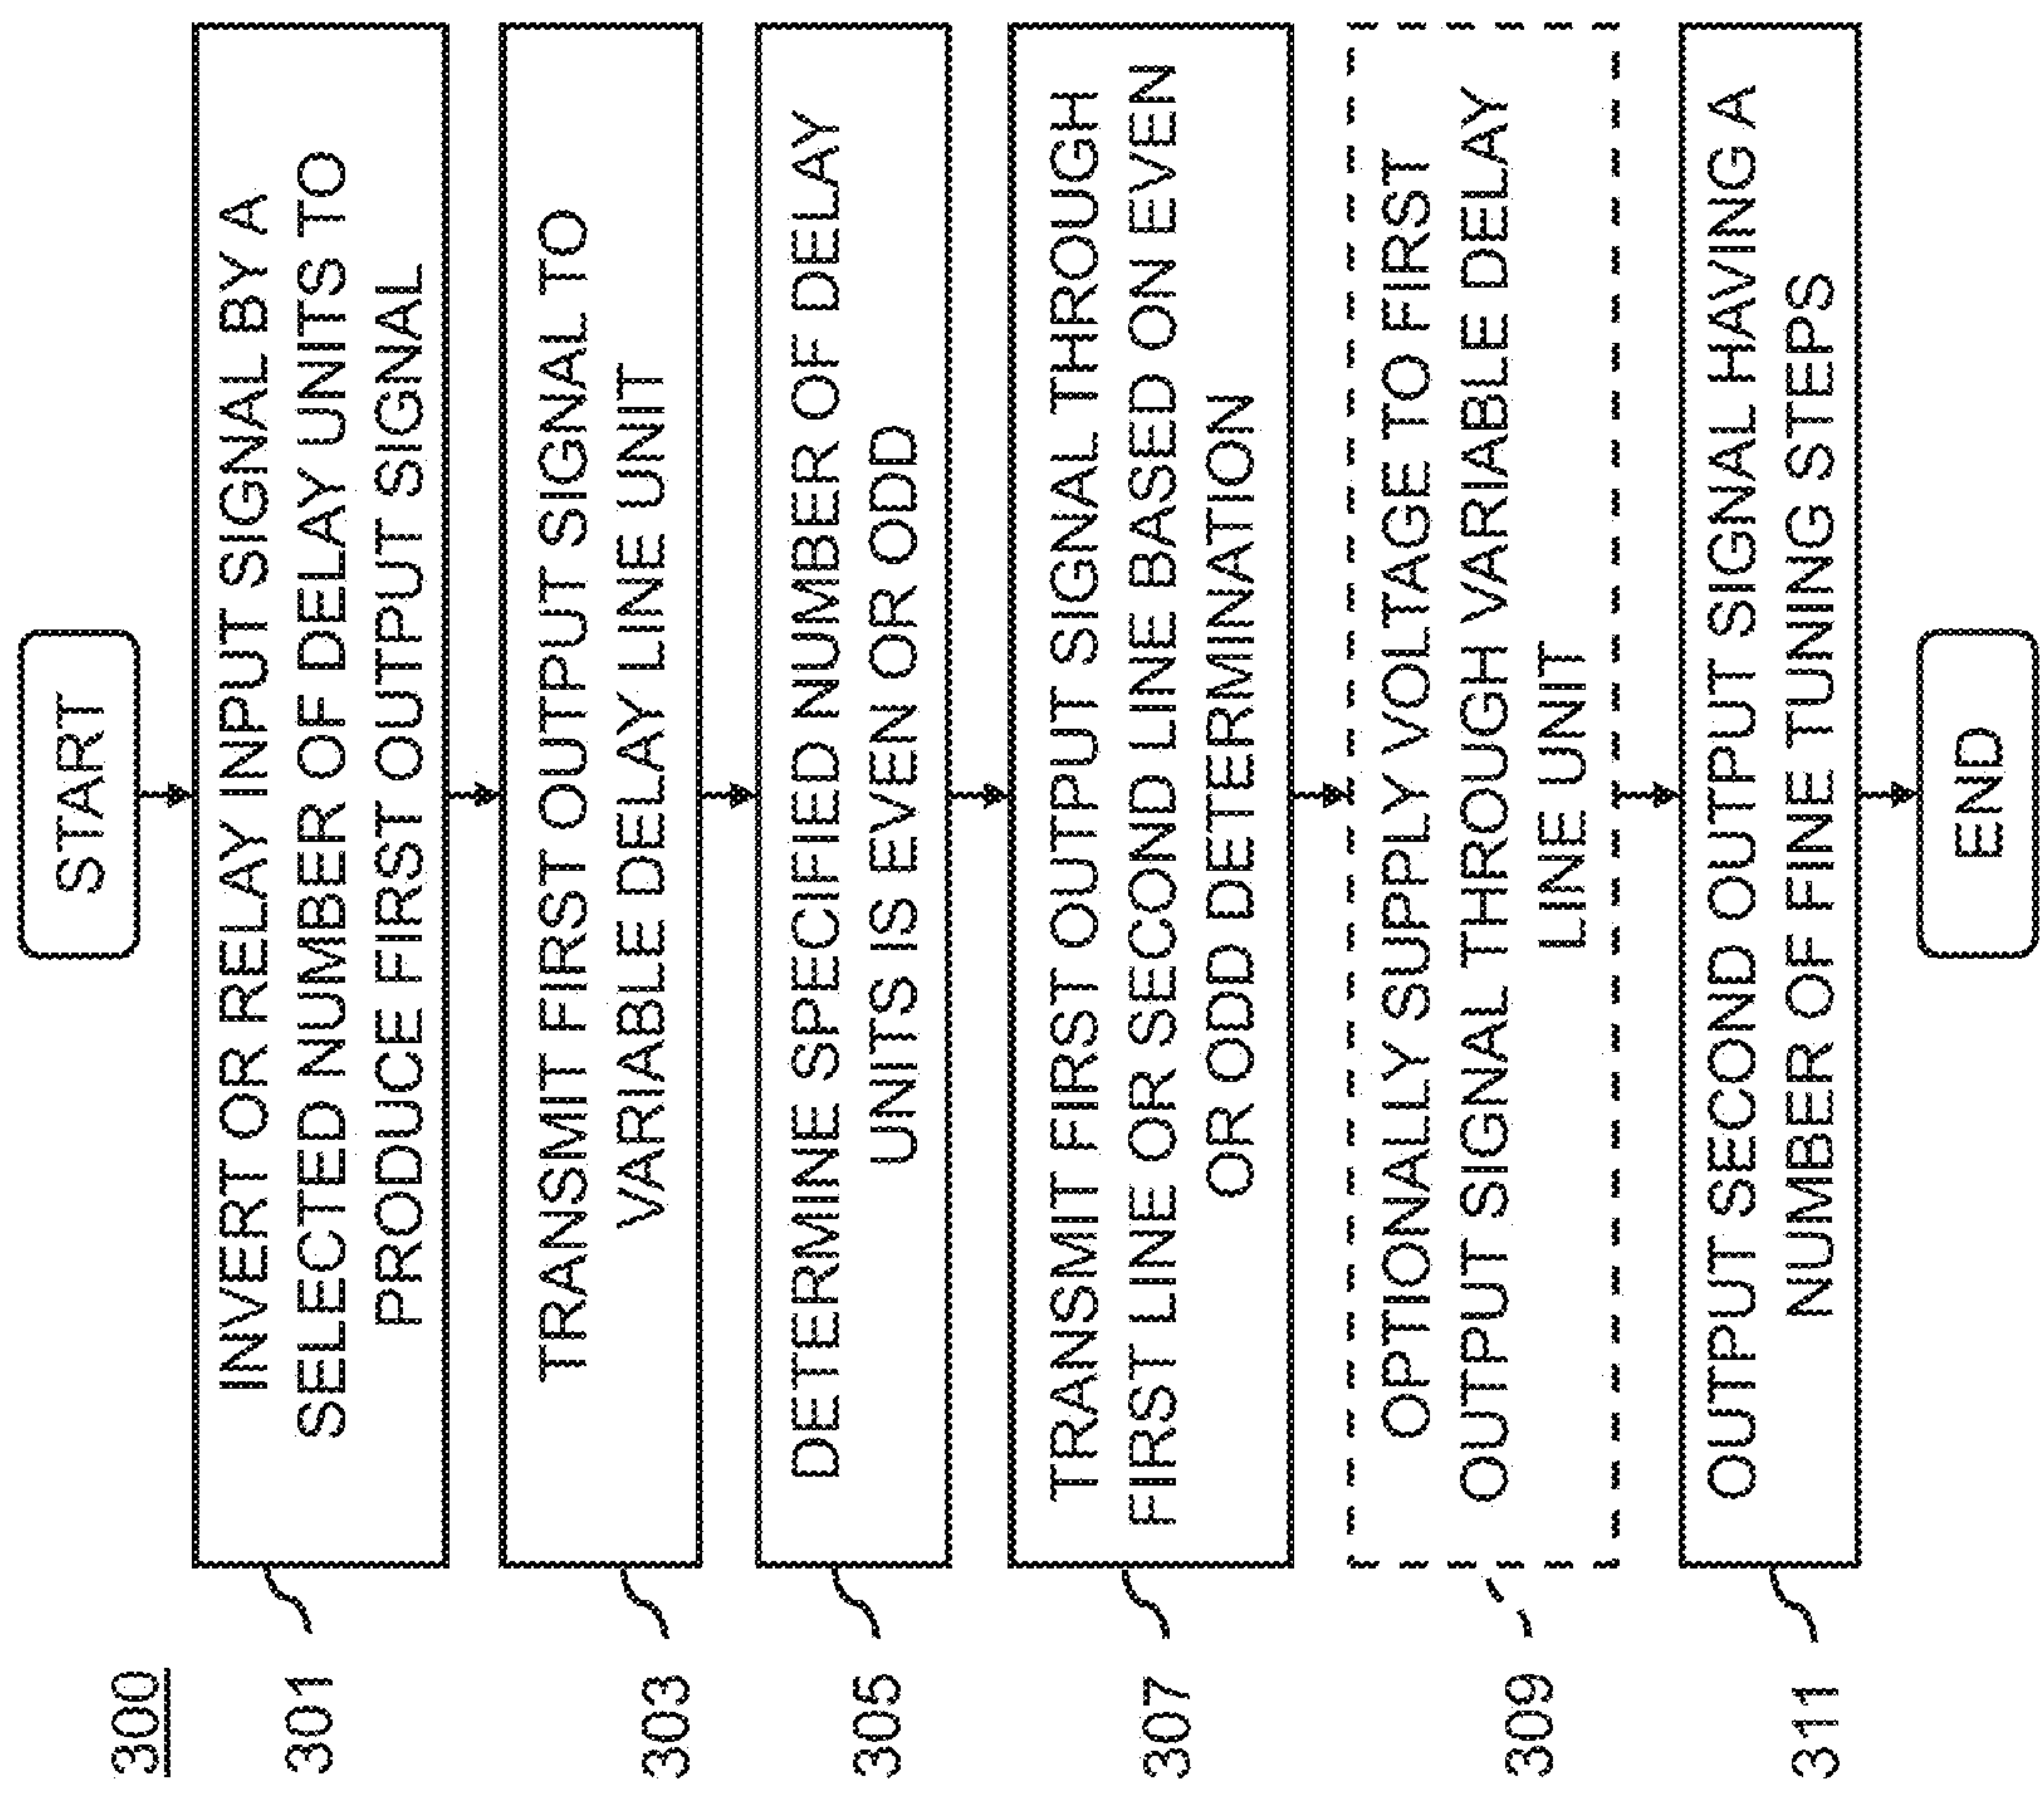 300
START
301
INVERT OR RELAY INPUT SIGNAL BY A
SELECTED NUMBER OF DELAY UNITS TO
PRODUCE FIRST OUTPUT SIGNAL
303
TRANSMIT FIRST OUTPUT SIGNAL TO
VARIABLE DELAY LINE UNIT
305
DETERMINE SPECIFIED NUMBER OF DELAY
UNITS IS EVEN OR ODD
307
TRANSMIT FIRST OUTPUT SIGNAL THROUGH
FIRST LINE OR SECOND LINE BASED ON EVEN
OR ODD DETERMINATION
309
OPTIONALLY SUPPLY VOLTAGE TO FIRST
OUTPUT SIGNAL THROUGH VARIABLE DELAY
LINE UNIT
311
OUTPUT SECOND OUTPUT SIGNAL HAVING A
NUMBER OF FINE TUNING STEPS
END